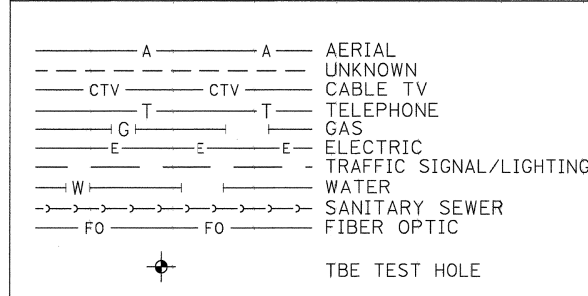 A A AERIAL
UNKNOWN
CTV CTV CABLE TV
T T TELEPHONE
G GAS
E E E ELECTRIC
TRAFFIC SIGNAL/LIGHTING
W WATER
SANITARY SEWER
FO FO FIBER OPTIC
TBE TEST HOLE